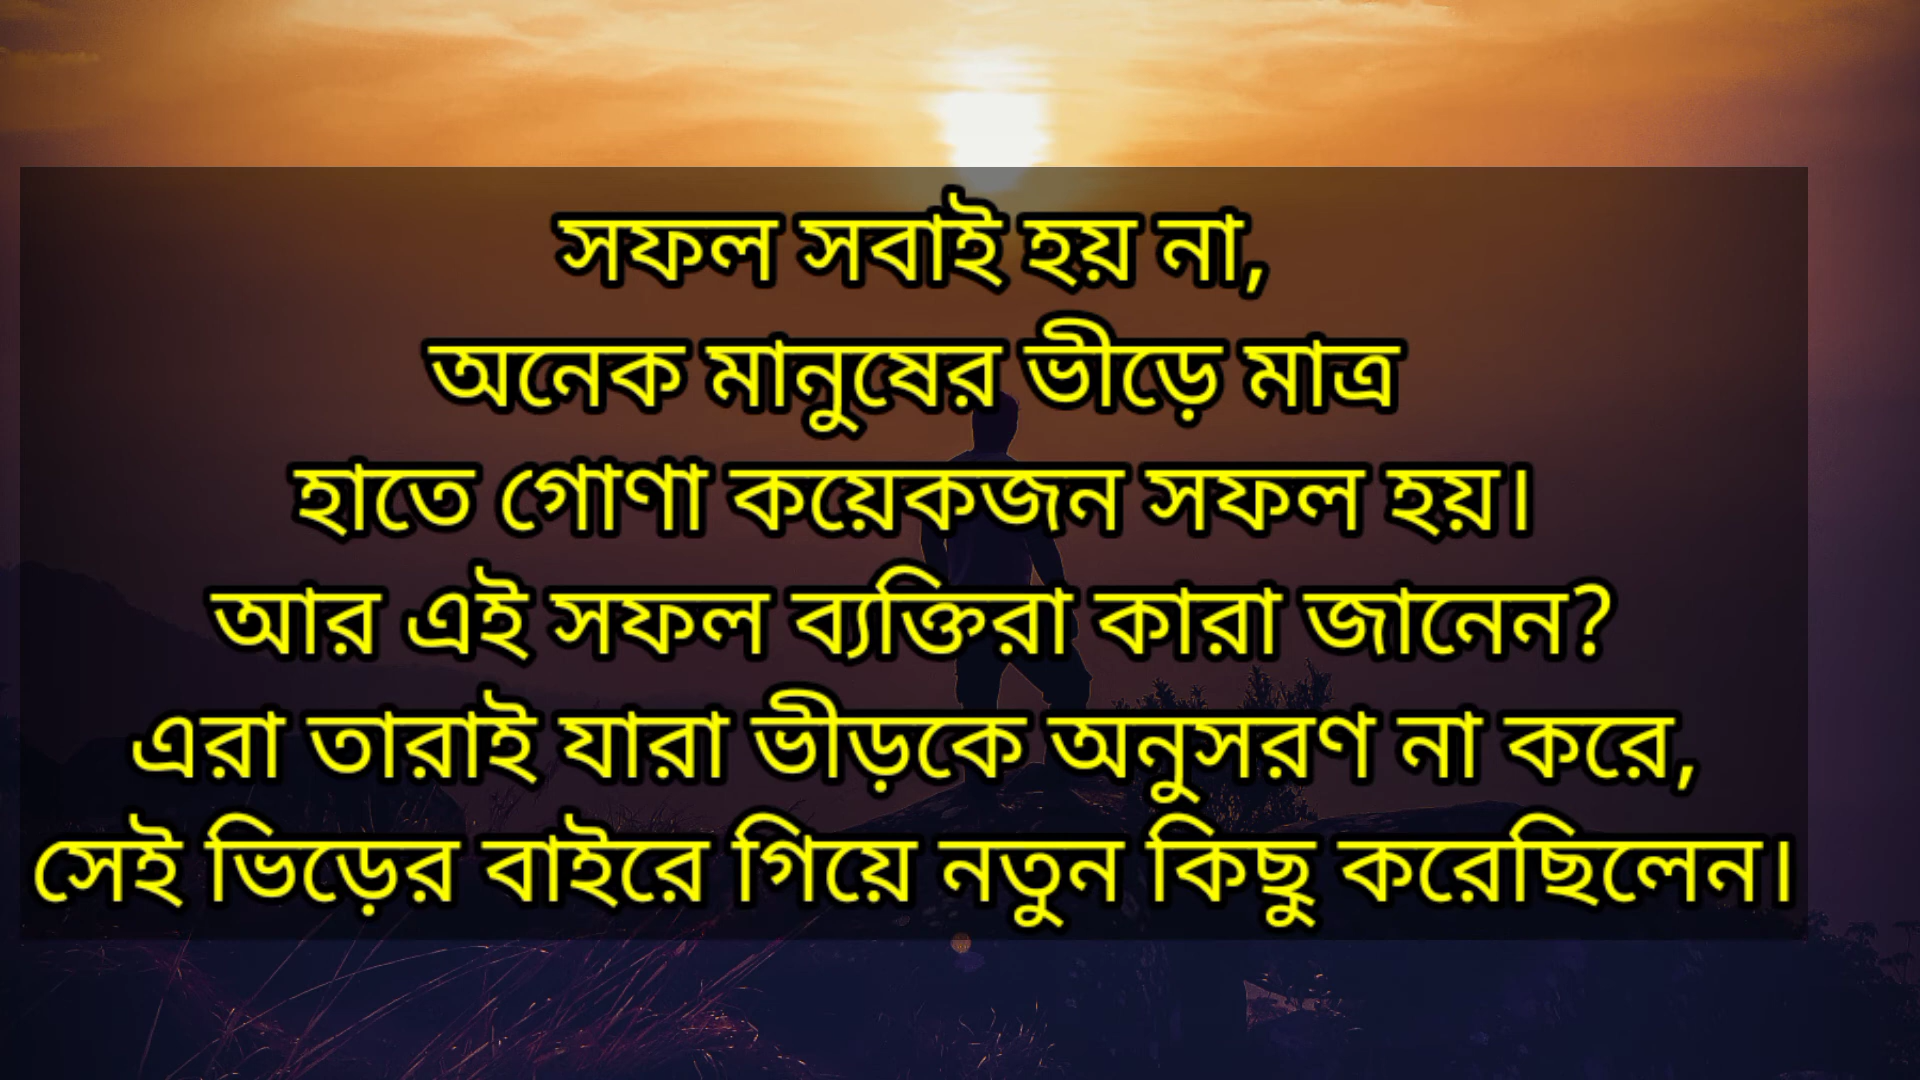 সফল সবাই হয় না,
অনেক মানুষের ভীড়ে মাত্র
হাতে গোণা কয়েকজন সফল হয়।
আর এই সফল ব্যক্তিরা কারা জানেন?
এরা তারাই যারা ভীড়কে অনুসরণ না করে,
সেই ভিড়ের বাইরে গিয়ে নতুন কিছু করেছিলেন।